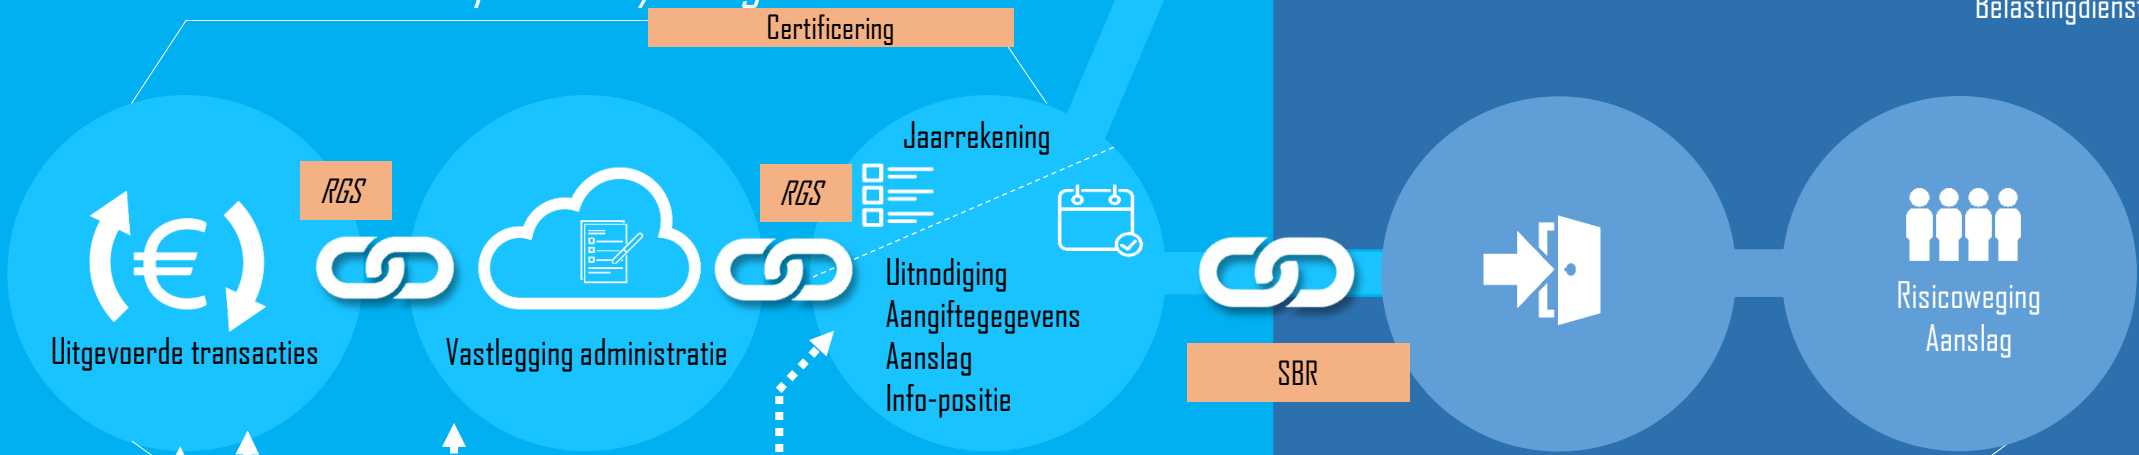 Certificering
Belastingdienst
Jaarrekening
RGS
RGS
Uitnodiging
Aangiftegegevens
Aanslag
Info-positie
Uitgevoerde transacties
Vastlegging administratie
SBR
Risicoweging
Aanslag